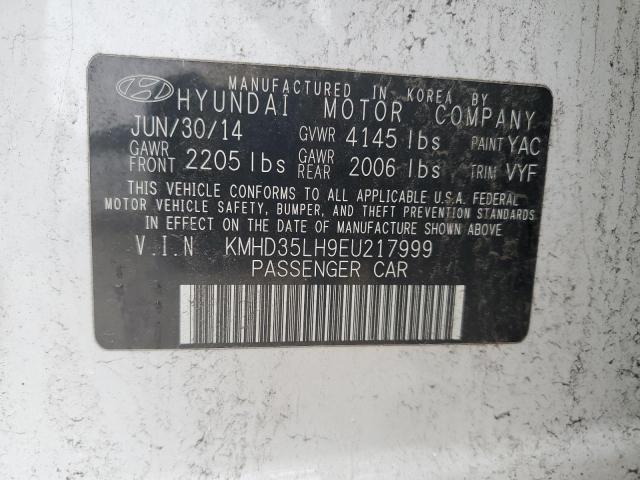 MANUFACTURED IN KOREA BY
HYUNDAI MOTOR COMPANY
JUN/30/14 GVWR 4145 lbs PAINT YAC
GAWR FRONT 2205 lbs GAWR REAR 2006 lbs TRIM VYF
THIS VEHICLE CONFORMS TO ALL APPLICABLE U.S.A. FEDERAL
MOTOR VEHICLE SAFETY, BUMPER, AND THEFT PREVENTION STANDARDS
IN EFFECT ON THE DATE OF MANUFACTURE SHOWN ABOVE.
V.I.N KMHD35LH9EU217999
PASSENGER CAR